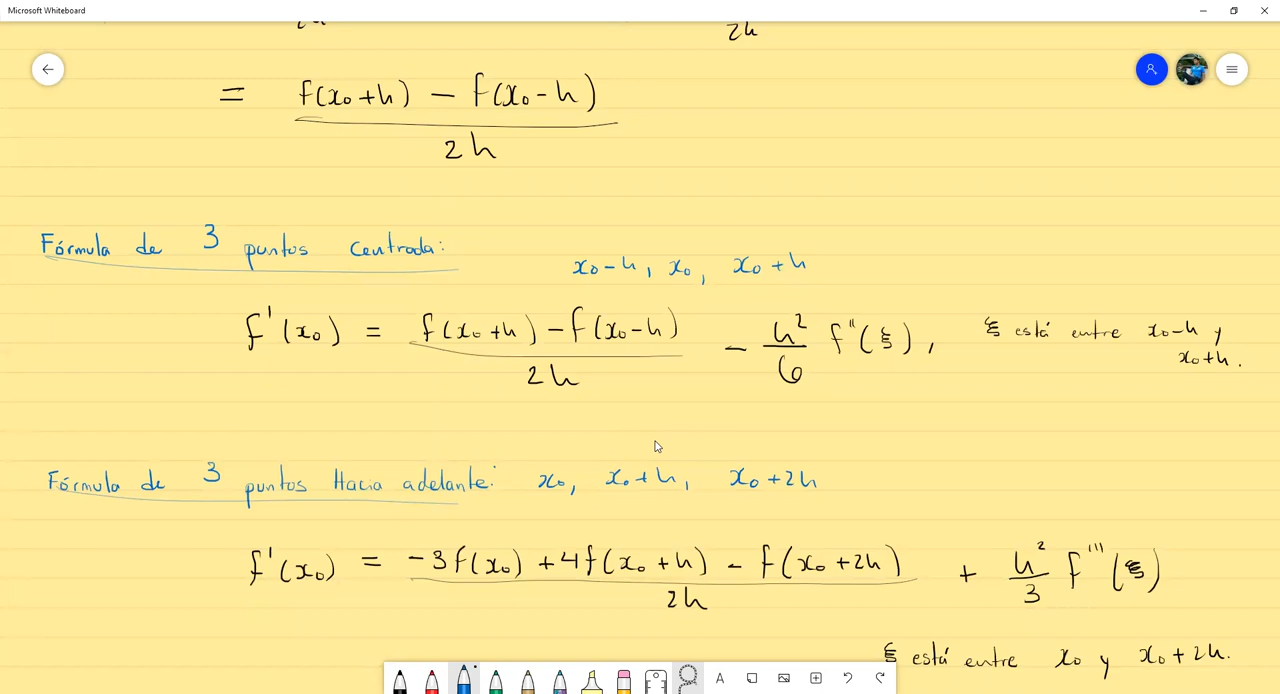 Microsoft Whiteboard
2h
= f(x₀+h) − f(x₀−h)
2h
Fórmula de 3 puntos Centrada:
x₀−h, x₀, x₀+h
f'(x₀) = f(x₀+h) − f(x₀−h) / 2h − h²/6 f''(ξ), ξ está entre x₀−h y
x₀+h.
Fórmula de 3 puntos Hacia adelante: x₀, x₀+h, x₀+2h
f'(x₀) = −3f(x₀) + 4f(x₀+h) − f(x₀+2h) / 2h + h²/3 f'''(ξ)
ξ está entre x₀ y x₀+2h.
A